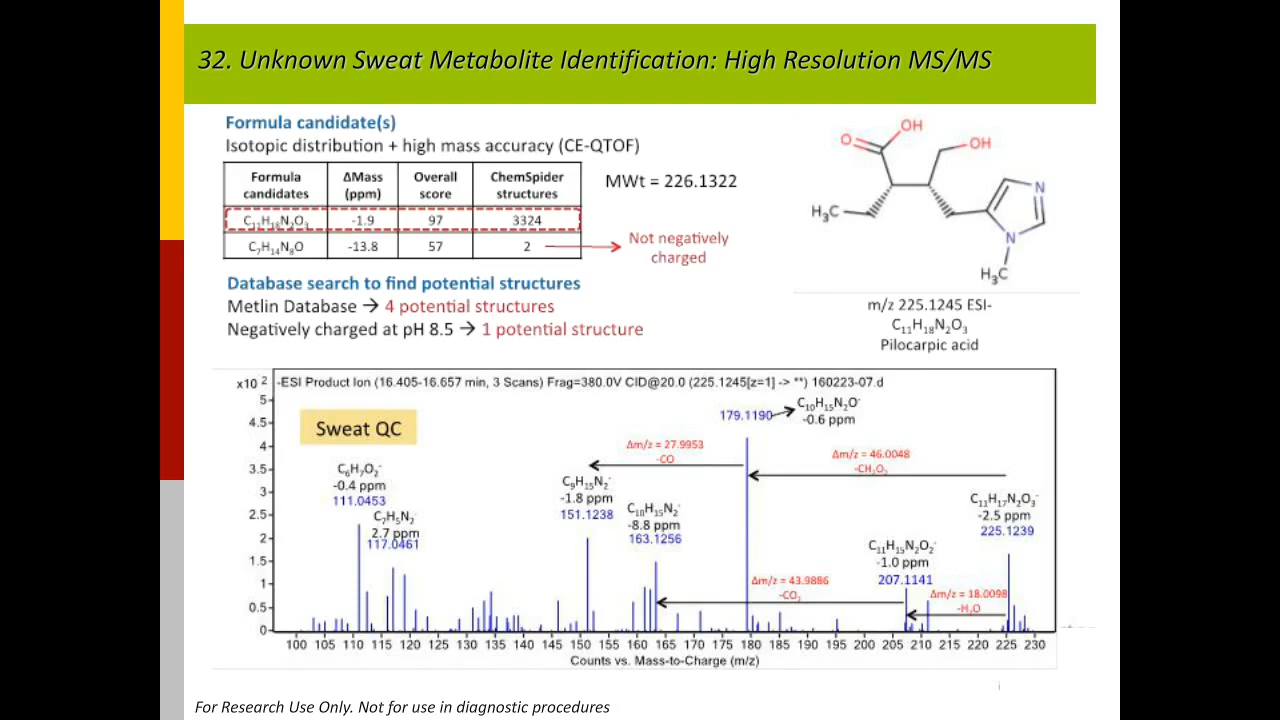 32. Unknown Sweat Metabolite Identification: High Resolution MS/MS
Formula candidate(s)
Isotopic distribution + high mass accuracy (CE-QTOF)
Formula candidates ΔMass (ppm) Overall score ChemSpider structures
C₁₁H₁₈N₂O₃ -1.9 97 3324
C₇H₁₄N₈O -13.8 57 2
MWt = 226.1322
Not negatively
charged
Database search to find potential structures
Metlin Database → 4 potential structures
Negatively charged at pH 8.5 → 1 potential structure
O
OH
OH
H₃C
N
N
H₃C
m/z 225.1245 ESI-
C₁₁H₁₈N₂O₃
Pilocarpic acid
x10 2
-ESI Product Ion (16.405-16.657 min, 3 Scans) Frag=380.0V CID@20.0 (225.1245[z=1] -> **) 160223-07.d
Sweat QC
5
4.5
4
3.5
3
2.5
2
1.5
1
0.5
0
C₆H₇O₂⁻
-0.4 ppm
111.0453
C₇H₅N₂⁻
2.7 ppm
117.0461
C₉H₁₅N₂⁻
-1.8 ppm
151.1238
C₁₀H₁₅N₂⁻
-8.8 ppm
163.1256
179.1190
C₁₀H₁₅N₂O⁻
-0.6 ppm
Δm/z = 27.9953
-CO
Δm/z = 46.0048
-CH₂O₂
C₁₁H₁₇N₂O₃⁻
-2.5 ppm
225.1239
C₁₁H₁₅N₂O₂⁻
-1.0 ppm
207.1141
Δm/z = 43.9886
-CO₂
Δm/z = 18.0098
-H₂O
100 105 111 115 120 125 130 135 140 145 150 155 160 165 170 175 180 185 190 195 200 205 210 215 220 225 230
Counts vs. Mass-to-Charge (m/z)
For Research Use Only. Not for use in diagnostic procedures